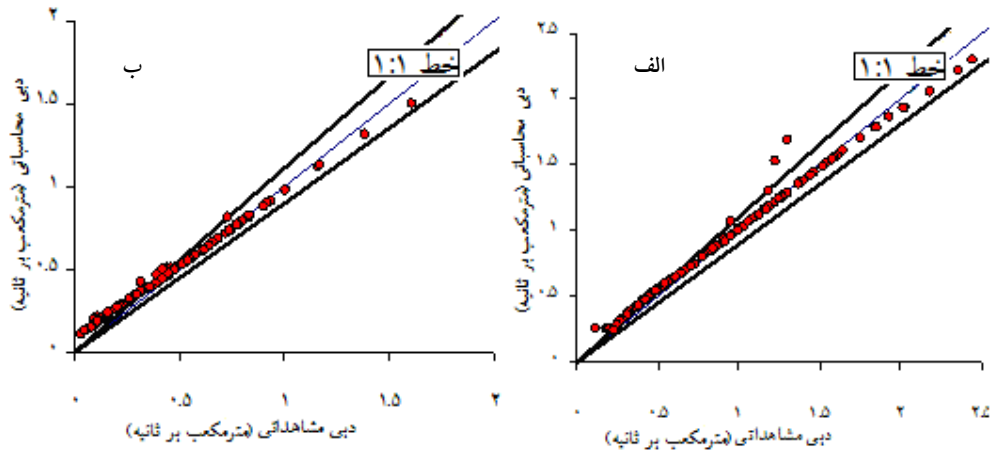 الف
خط ۱:۱
دبی محاسباتی (مترمکعب بر ثانیه)
۲.۵
۲
۱.۵
۱
۰.۵
۰
۰ ۰.۵ ۱ ۱.۵ ۲ ۲.۵
دبی مشاهداتی (مترمکعب بر ثانیه)
ب
خط ۱:۱
دبی محاسباتی (مترمکعب بر ثانیه)
۲
۱.۵
۱
۰.۵
۰
۰ ۰.۵ ۱ ۱.۵ ۲
دبی مشاهداتی (مترمکعب بر ثانیه)